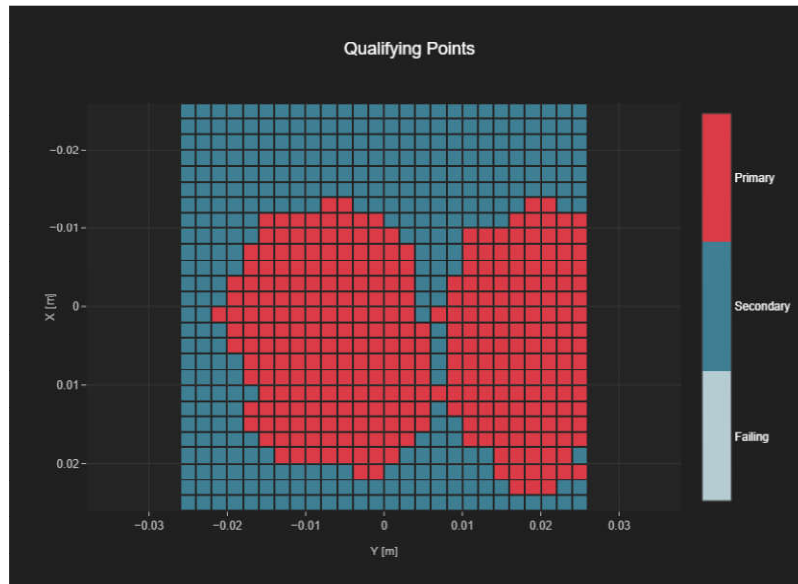 Qualifying Points
−0.02
−0.01
0
0.01
0.02
X [m]
−0.03
−0.02
−0.01
0
0.01
0.02
0.03
Y [m]
Primary
Secondary
Failing